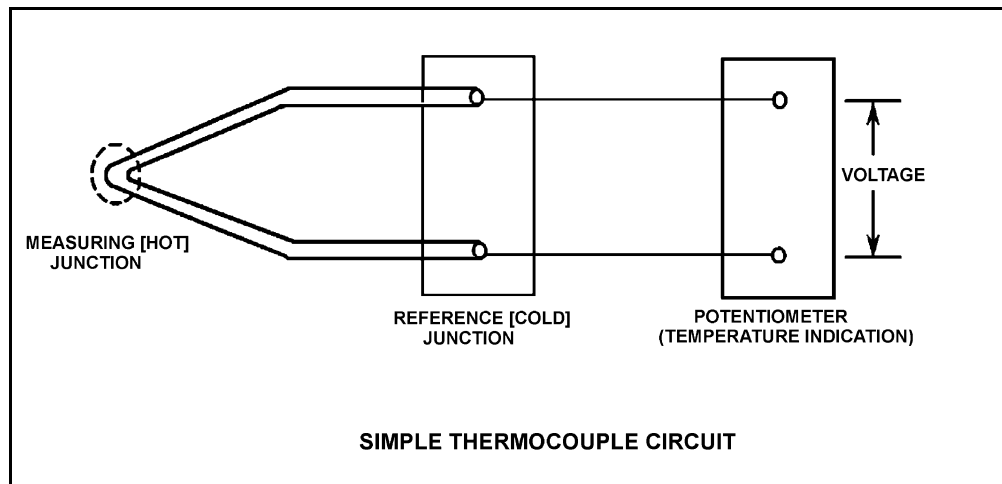 VOLTAGE
MEASURING [HOT]
JUNCTION
REFERENCE [COLD]
JUNCTION
POTENTIOMETER
(TEMPERATURE INDICATION)
SIMPLE THERMOCOUPLE CIRCUIT